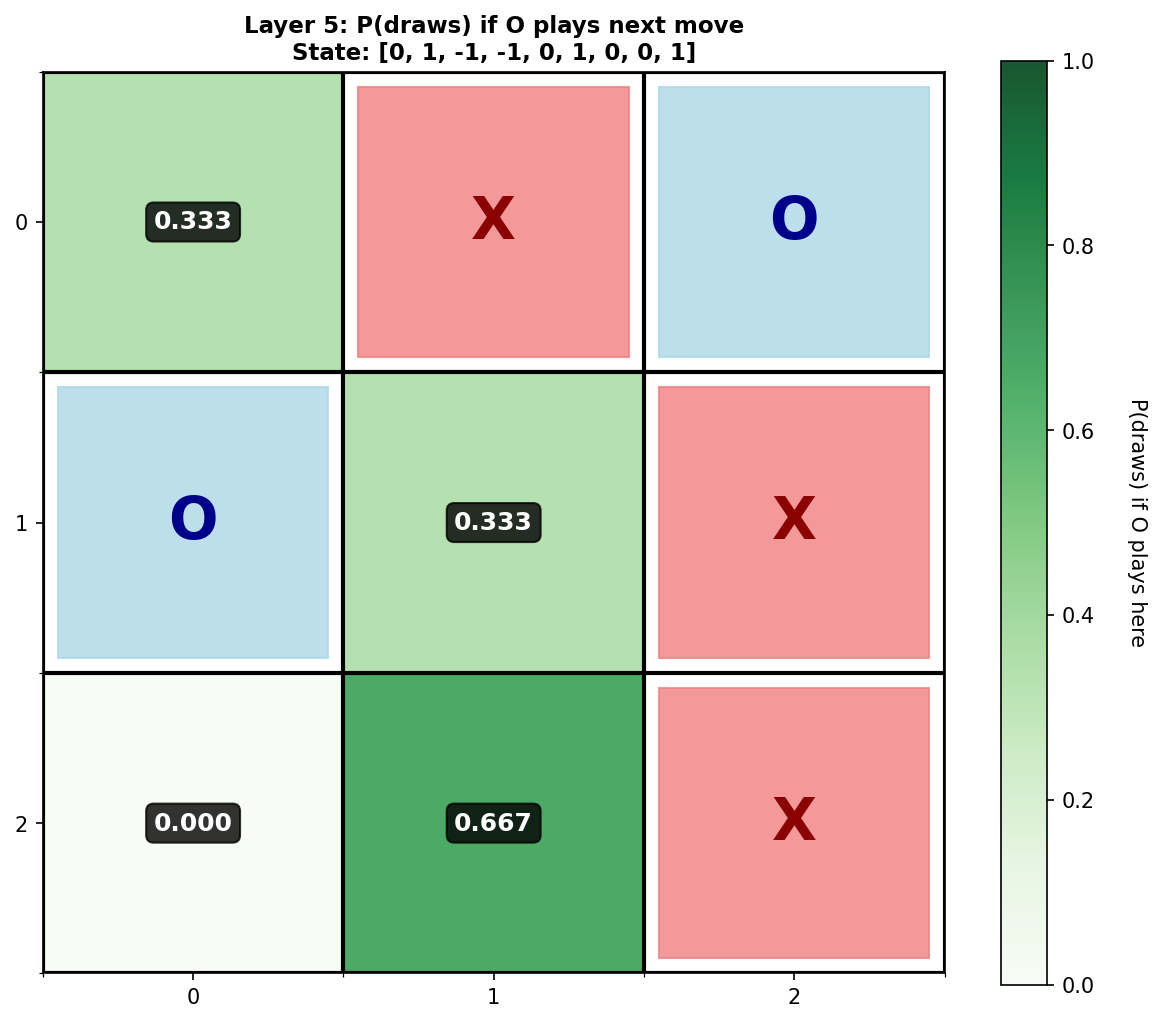 Layer 5: P(draws) if O plays next move
State: [0, 1, -1, -1, 0, 1, 0, 0, 1]
0.333 X O
O 0.333 X
0.000 0.667 X
0
1
2
0 1 2
1.0
0.8
0.6
0.4
0.2
0.0
P(draws) if O plays here